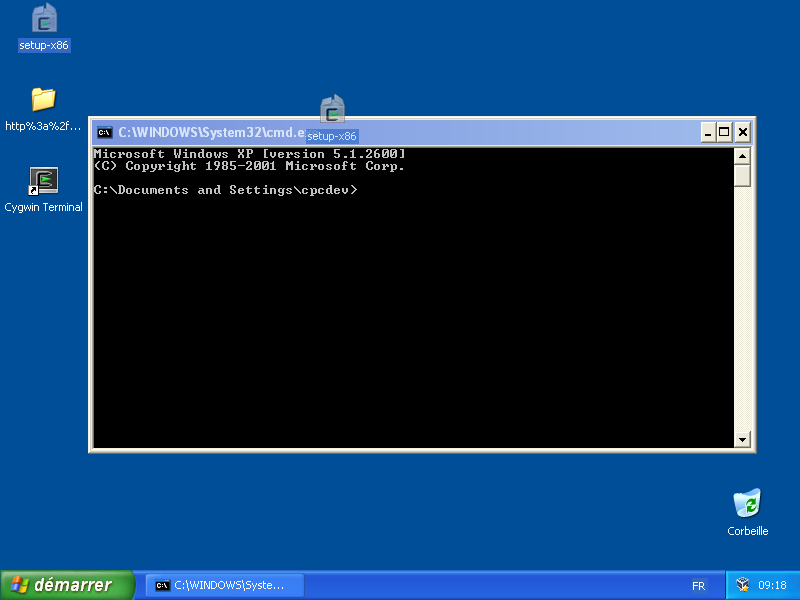 setup-x86
http%3a%2f...
Cygwin Terminal
C:\WINDOWS\System32\cmd.e
setup-x86
Microsoft Windows XP [version 5.1.2600]
(C) Copyright 1985-2001 Microsoft Corp.
C:\Documents and Settings\cpcdev>
Corbeille
démarrer
C:\WINDOWS\Syste...
FR
09:18